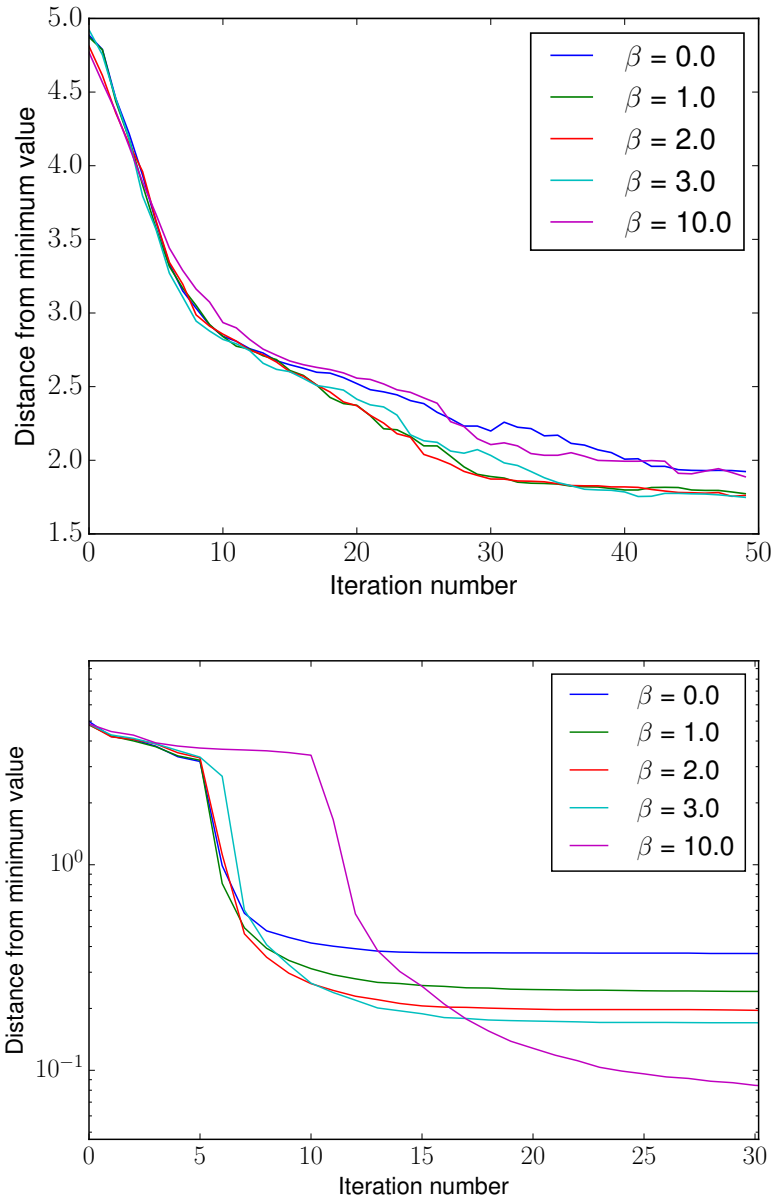 5.0
4.5
4.0
3.5
3.0
2.5
2.0
1.5
Distance from minimum value
β = 0.0
β = 1.0
β = 2.0
β = 3.0
β = 10.0
0 10 20 30 40 50
Iteration number
10⁰
10⁻¹
Distance from minimum value
β = 0.0
β = 1.0
β = 2.0
β = 3.0
β = 10.0
0 5 10 15 20 25 30
Iteration number